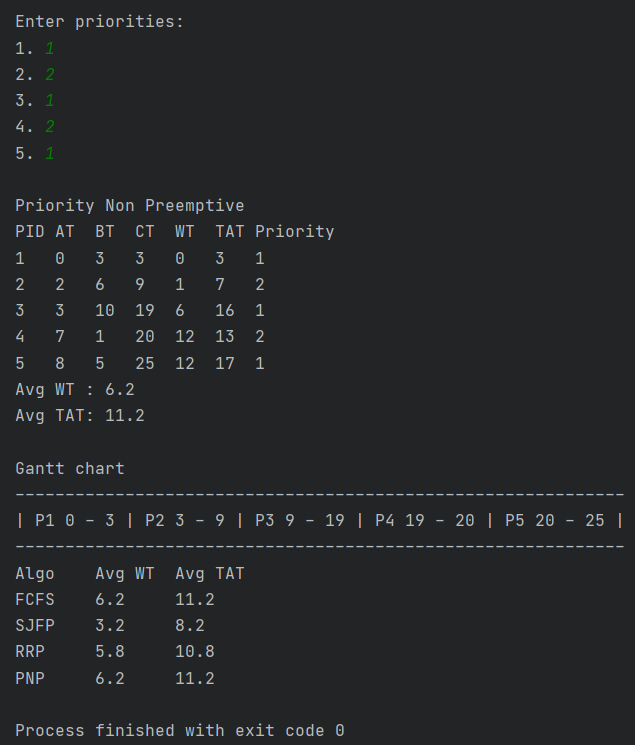 Enter priorities:
1. 1
2. 2
3. 1
4. 2
5. 1
Priority Non Preemptive
PID AT  BT  CT  WT  TAT Priority
1   0   3   3   0   3   1
2   2   6   9   1   7   2
3   3   10  19  6   16  1
4   7   1   20  12  13  2
5   8   5   25  12  17  1
Avg WT : 6.2
Avg TAT: 11.2
Gantt chart
-------------------------------------------------------------
| P1 0 - 3 | P2 3 - 9 | P3 9 - 19 | P4 19 - 20 | P5 20 - 25 |
-------------------------------------------------------------
Algo    Avg WT  Avg TAT
FCFS    6.2     11.2
SJFP    3.2     8.2
RRP     5.8     10.8
PNP     6.2     11.2
Process finished with exit code 0